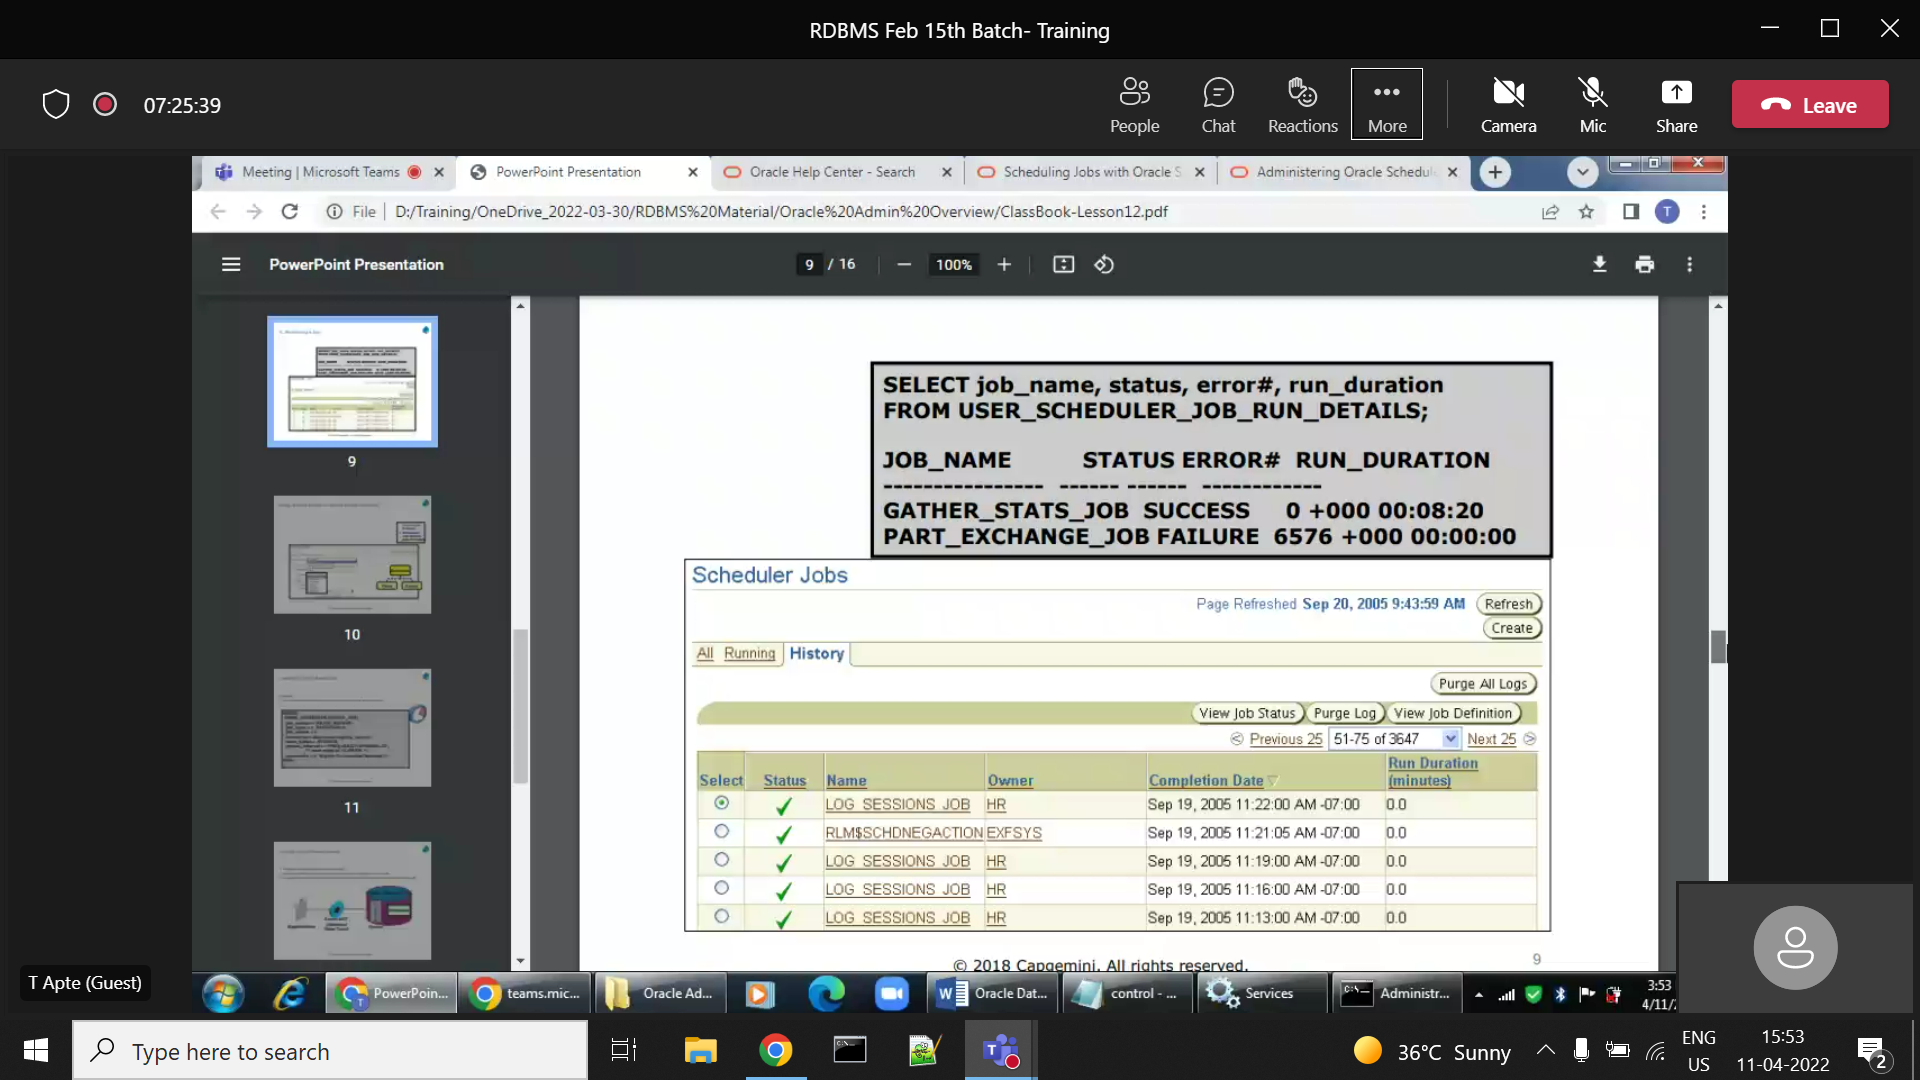 RDBMS Feb 15th Batch- Training
07:25:39
People
Chat
Reactions
More
Camera
Mic
Share
Leave
Meeting | Microsoft Teams
PowerPoint Presentation
Oracle Help Center - Search
Scheduling Jobs with Oracle S
Administering Oracle Schedul
File
D:/Training/OneDrive_2022-03-30/RDBMS%20Material/Oracle%20Admin%20Overview/ClassBook-Lesson12.pdf
T
PowerPoint Presentation
9 / 16
100%
9
10
11
SELECT job_name, status, error#, run_duration
FROM USER_SCHEDULER_JOB_RUN_DETAILS;
JOB_NAME STATUS ERROR# RUN_DURATION
---------------- ------ ------ ------------
GATHER_STATS_JOB SUCCESS 0 +000 00:08:20
PART_EXCHANGE_JOB FAILURE 6576 +000 00:00:00
Scheduler Jobs
Page Refreshed Sep 20, 2005 9:43:59 AM Refresh
Create
All Running History
Purge All Logs
View Job Status Purge Log View Job Definition
Previous 25 51-75 of 3647 Next 25
Select Status Name Owner Completion Date Run Duration (minutes)
LOG_SESSIONS_JOB HR Sep 19, 2005 11:22:00 AM -07:00 0.0
RLM$SCHDNEGACTION EXFSYS Sep 19, 2005 11:21:05 AM -07:00 0.0
LOG_SESSIONS_JOB HR Sep 19, 2005 11:19:00 AM -07:00 0.0
LOG_SESSIONS_JOB HR Sep 19, 2005 11:16:00 AM -07:00 0.0
LOG_SESSIONS_JOB HR Sep 19, 2005 11:13:00 AM -07:00 0.0
© 2018 Capgemini. All rights reserved.
9
T Apte (Guest)
PowerPoin...
teams.mic...
Oracle Ad...
Oracle Dat...
control - ...
Services
Administr...
3:53
4/11/
Type here to search
36°C Sunny
ENG
US
15:53
11-04-2022
2